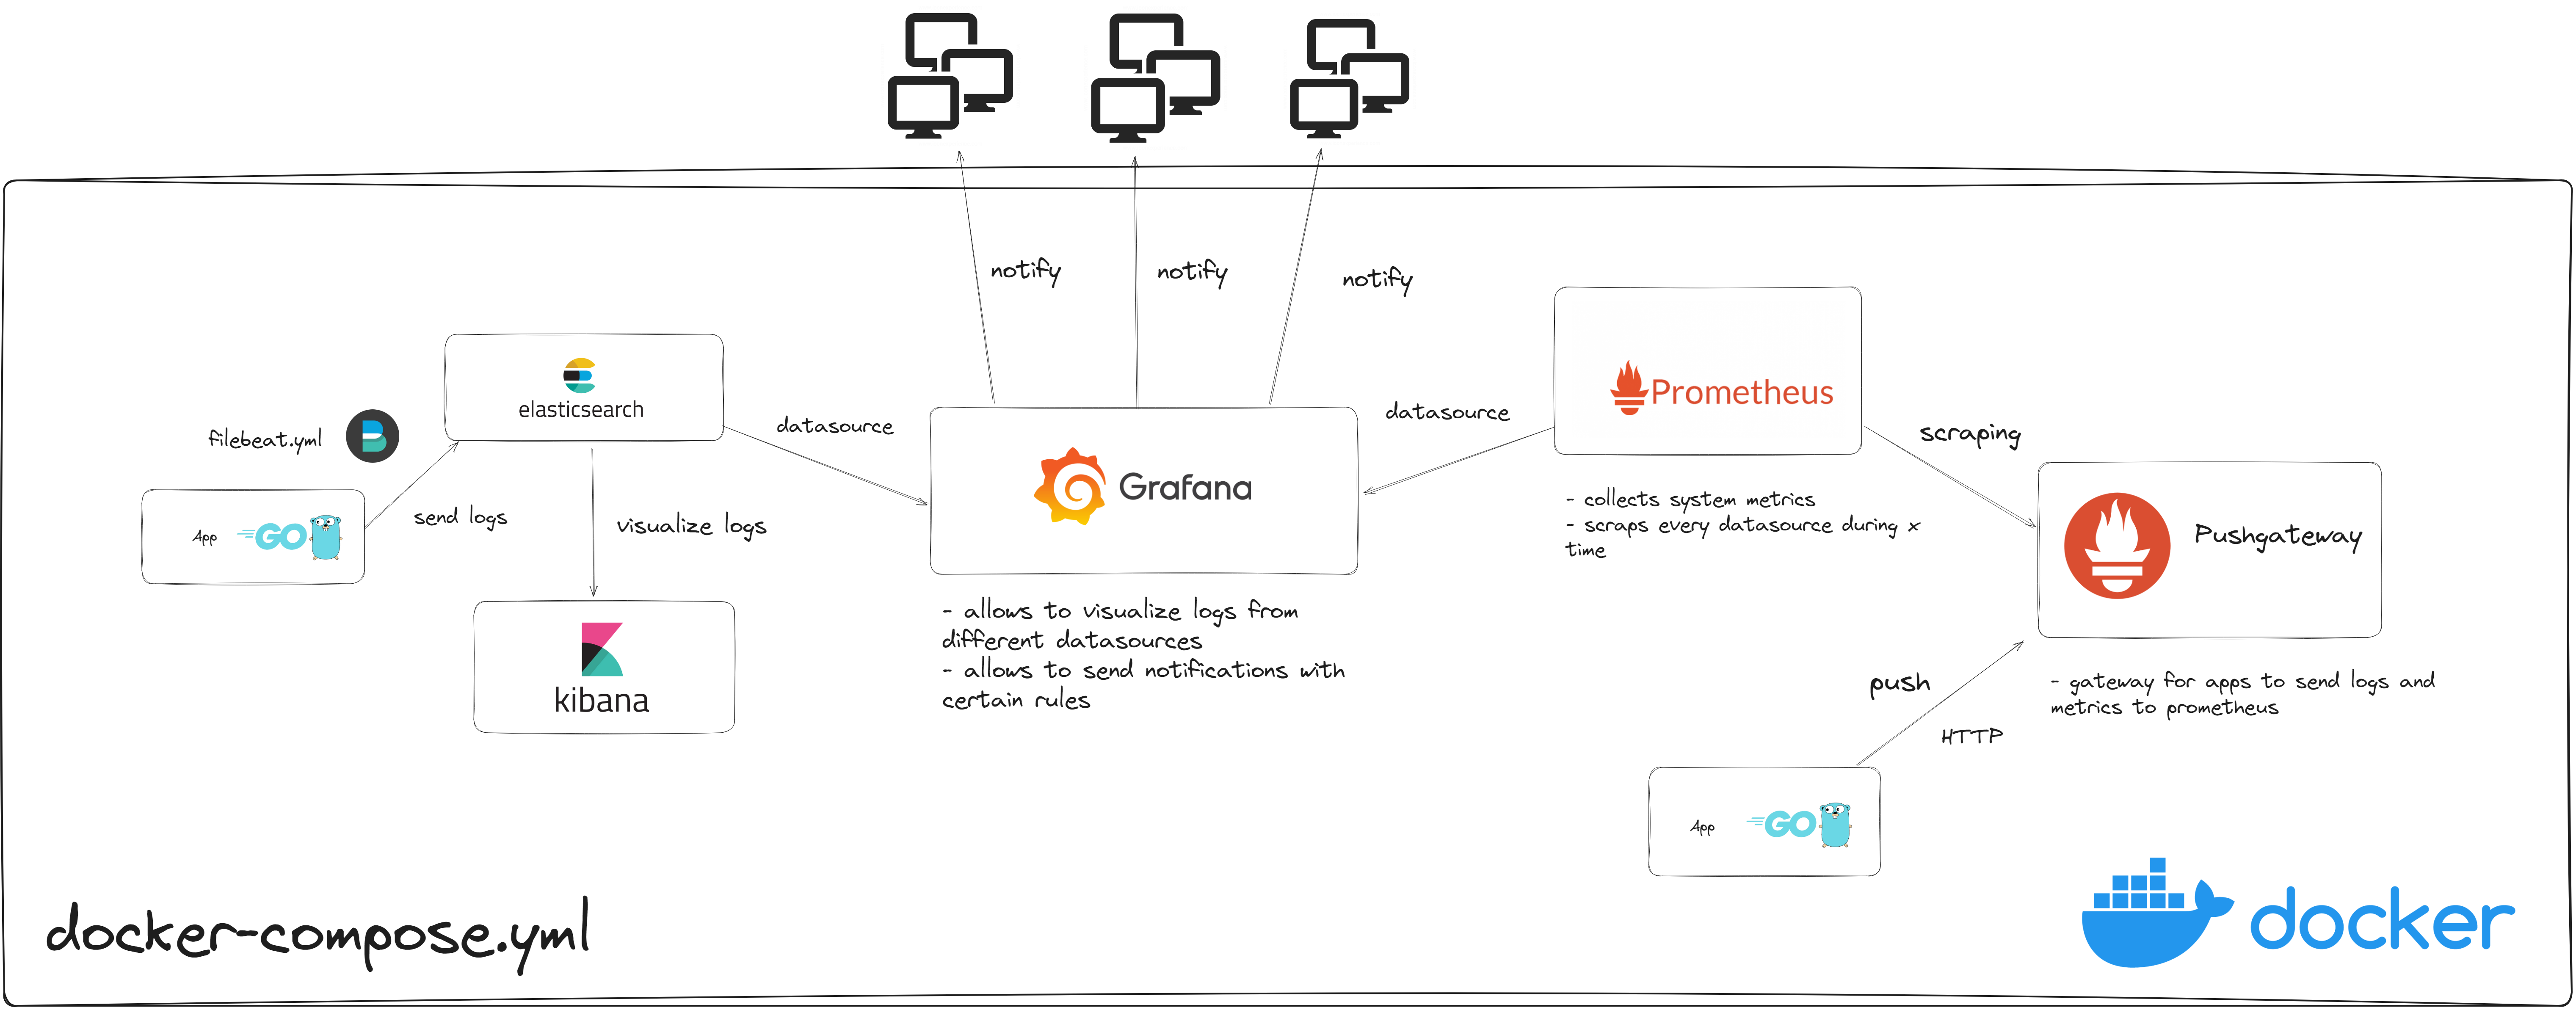 notify
notify
notify
elasticsearch
filebeat.yml
App
GO
send logs
visualize logs
kibana
datasource
Grafana
- allows to visualize logs from
different datasources
- allows to send notifications with
certain rules
datasource
Prometheus
- collects system metrics
- scraps every datasource during x
time
scraping
Pushgateway
- gateway for apps to send logs and
metrics to prometheus
push
HTTP
App
GO
docker-compose.yml
docker